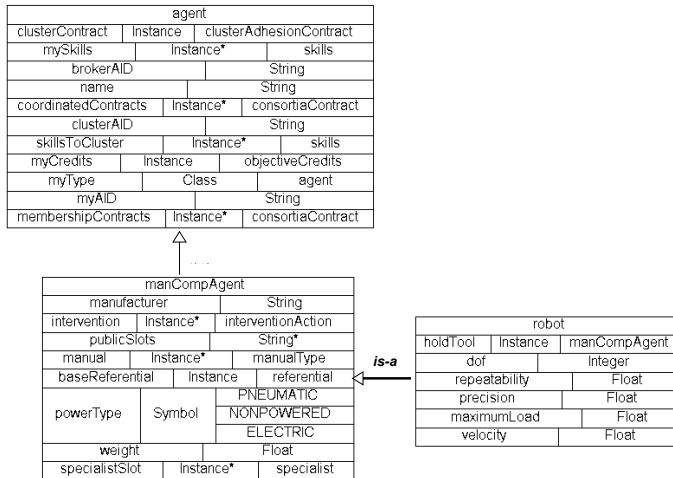 agent
clusterContract Instance clusterAdhesionContract
mySkills Instance* skills
brokerAID String
name String
coordinatedContracts Instance* consortiaContract
clusterAID String
skillsToCluster Instance* skills
myCredits Instance objectiveCredits
myType Class agent
myAID String
membershipContracts Instance* consortiaContract
manCompAgent
manufacturer String
intervention Instance* interventionAction
publicSlots String*
manual Instance* manualType
baseReferential Instance referential
powerType Symbol PNEUMATIC
NONPOWERED
ELECTRIC
weight Float
specialistSlot Instance* specialist
is-a
robot
holdTool Instance manCompAgent
dof Integer
repeatability Float
precision Float
maximumLoad Float
velocity Float